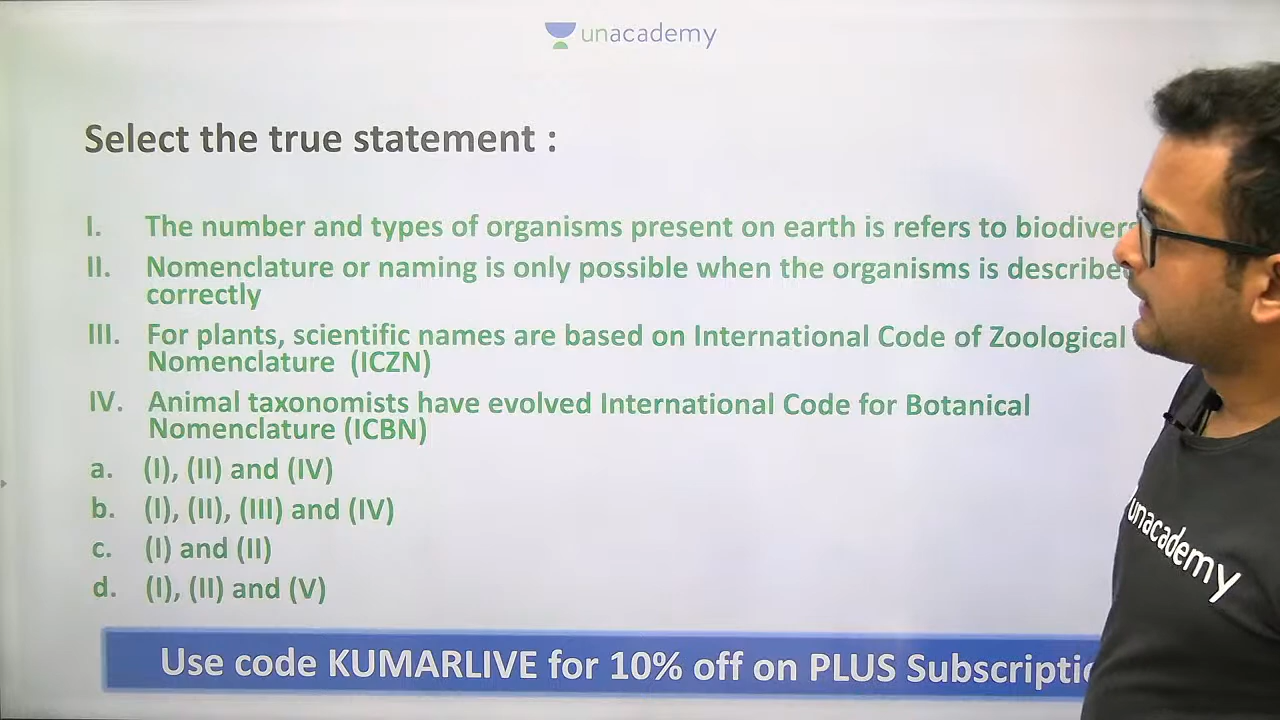 unacademy
Select the true statement :
I. The number and types of organisms present on earth is refers to
II. Nomenclature or naming is only possible when the organisms is described
correctly
III. For plants, scientific names are based on International Code of Zoological
Nomenclature (ICZN)
IV. Animal taxonomists have evolved International Code for Botanical
Nomenclature (ICBN)
a. (I), (II) and (IV)
b. (I), (II), (III) and (IV)
c. (I) and (II)
d. (I), (II) and (V)
Use code KUMARLIVE for 10% off on PLUS
unacademy